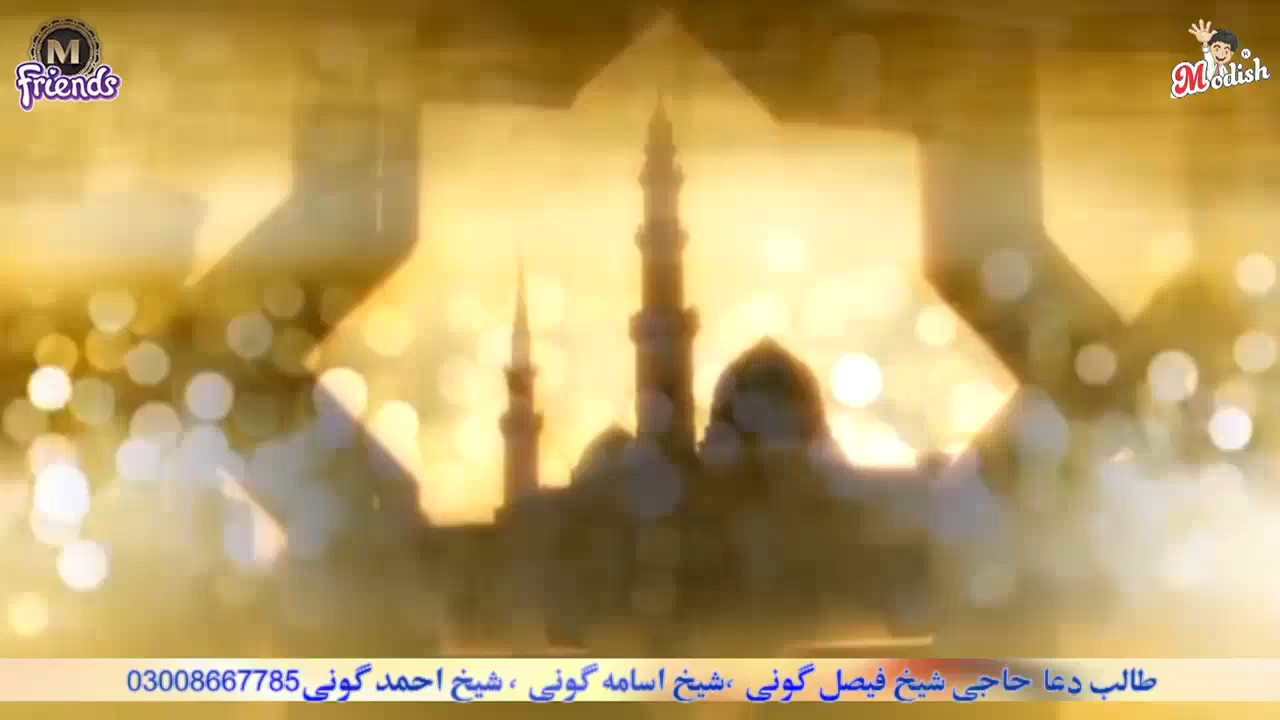 M
Friends
Modish®
طالب دعا حاجی شیخ فیصل گونی ،شیخ اسامہ گونی ، شیخ احمد گونی03008667785